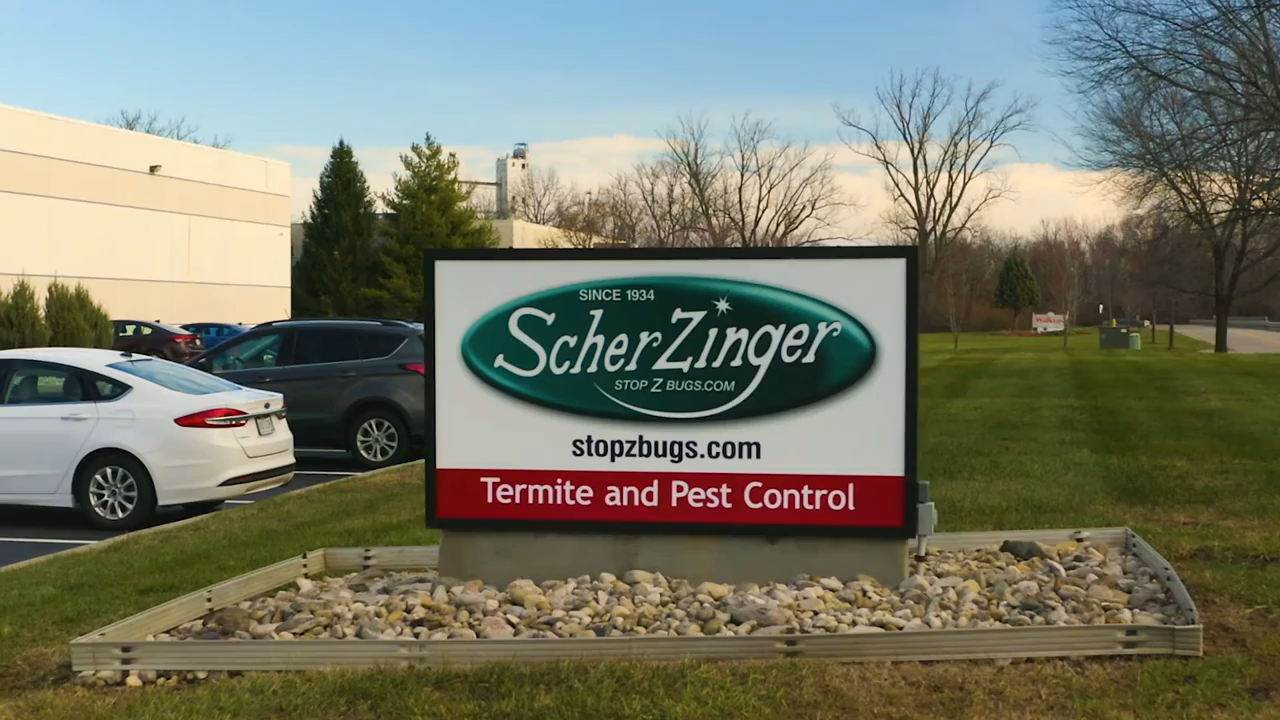 SINCE 1934
ScherZinger
STOP Z BUGS.COM
stopzbugs.com
Termite and Pest Control